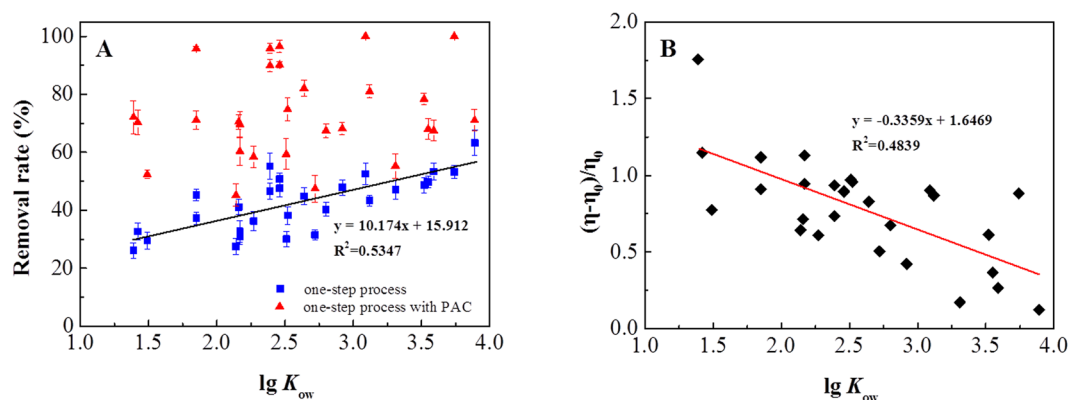 A
Removal rate (%)
100
80
60
40
20
0
y = 10.174x + 15.912
R²=0.5347
one-step process
one-step process with PAC
1.0 1.5 2.0 2.5 3.0 3.5 4.0
lg Kow
B
(η-η0)/η0
2.0
1.5
1.0
0.5
0.0
y = -0.3359x + 1.6469
R²=0.4839
1.0 1.5 2.0 2.5 3.0 3.5 4.0
lg Kow